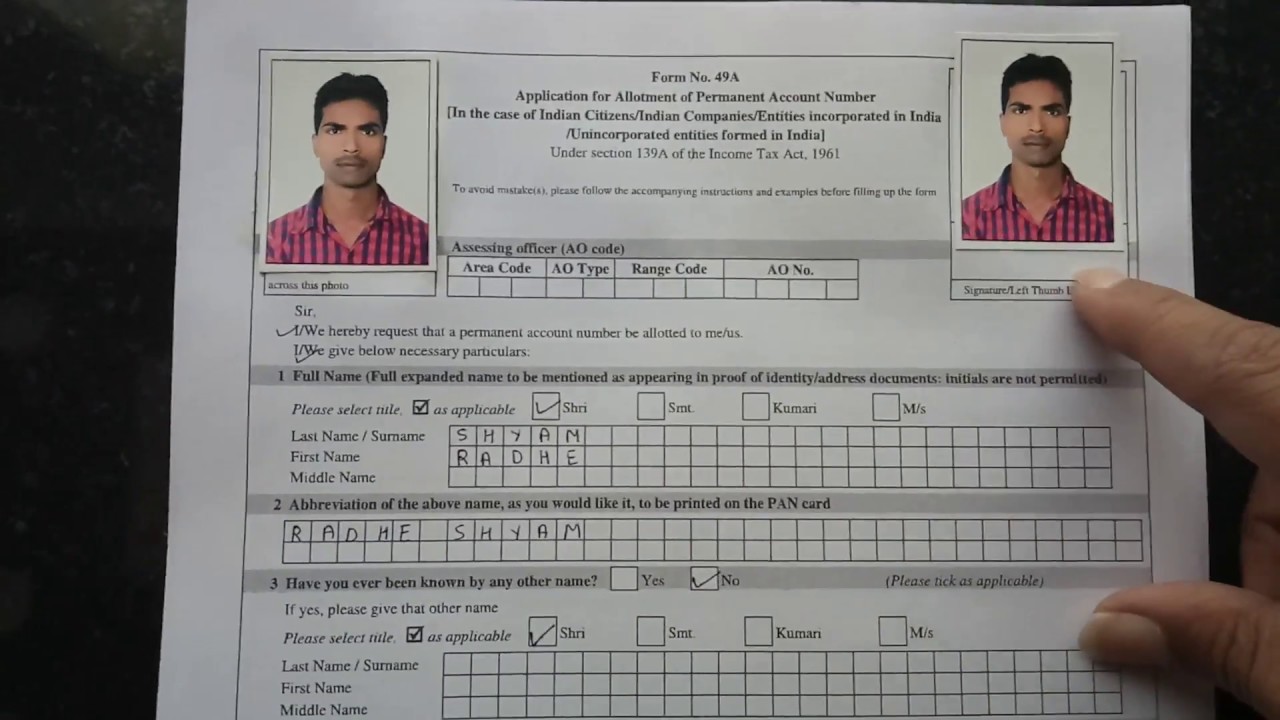 Form No. 49A
Application for Allotment of Permanent Account Number
[In the case of Indian Citizens/Indian Companies/Entities incorporated in India
/Unincorporated entities formed in India]
Under section 139A of the Income Tax Act, 1961
To avoid mistake(s), please follow the accompanying instructions and examples before filling up the form
Assessing officer (AO code)
Area Code AO Type Range Code AO No.
across this photo
Signature/Left Thumb
Sir,
I/We hereby request that a permanent account number be allotted to me/us.
I/We give below necessary particulars:
1 Full Name (Full expanded name to be mentioned as appearing in proof of identity/address documents: initials are not permitted)
Please select title, ☑ as applicable ☑ Shri ☐ Smt. ☐ Kumari ☐ M/s
Last Name / Surname SHYAM
First Name RADHE
Middle Name
2 Abbreviation of the above name, as you would like it, to be printed on the PAN card
RADHE SHYAM
3 Have you ever been known by any other name? ☐ Yes ☑ No (Please tick as applicable)
If yes, please give that other name
Please select title, ☑ as applicable ☑ Shri ☐ Smt. ☐ Kumari ☐ M/s
Last Name / Surname
First Name
Middle Name